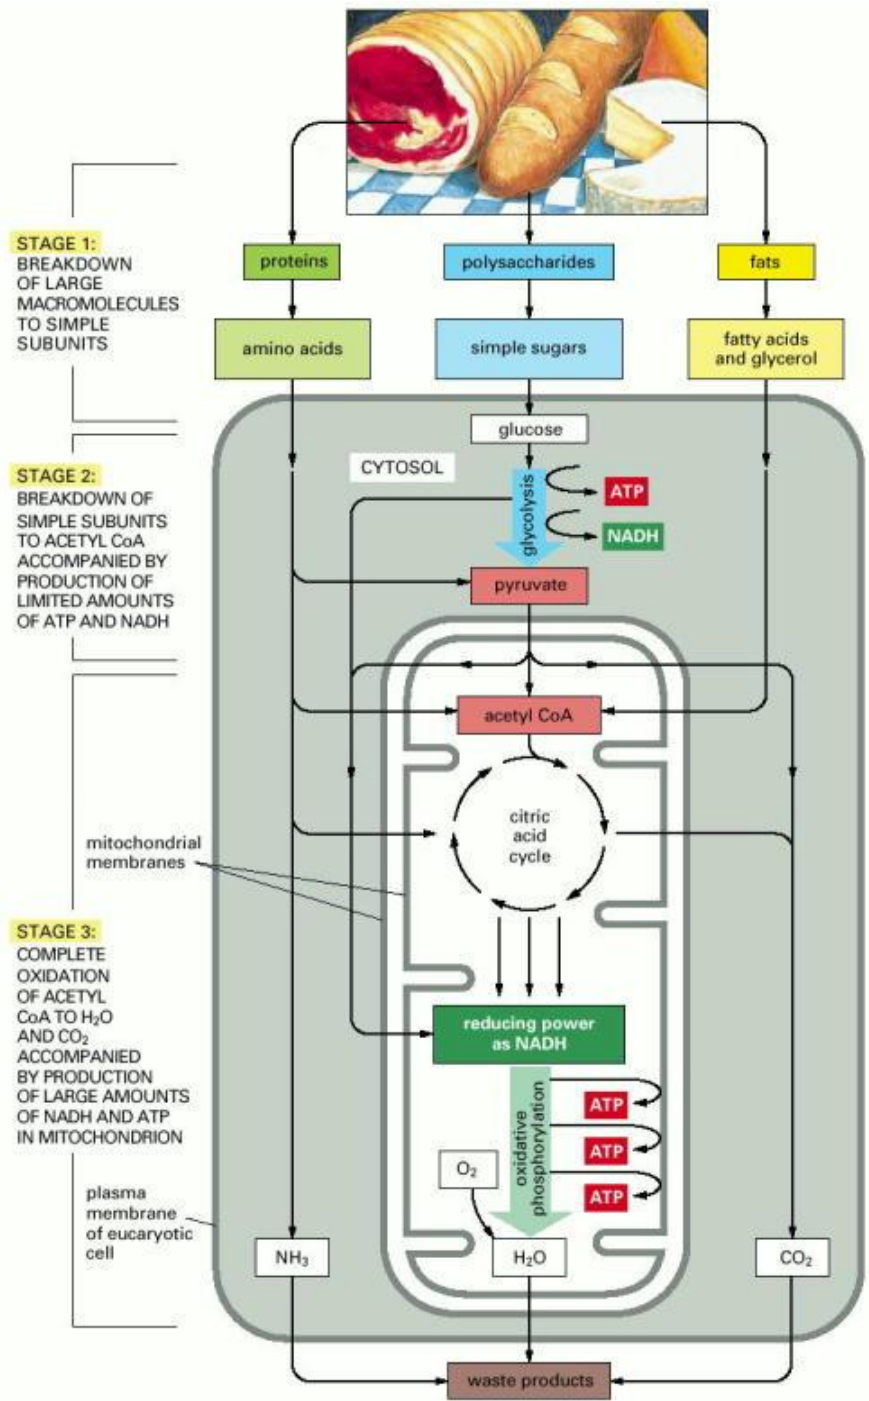 STAGE 1:
BREAKDOWN
OF LARGE
MACROMOLECULES
TO SIMPLE
SUBUNITS
proteins
polysaccharides
fats
amino acids
simple sugars
fatty acids
and glycerol
glucose
CYTOSOL
STAGE 2:
BREAKDOWN OF
SIMPLE SUBUNITS
TO ACETYL CoA
ACCOMPANIED BY
PRODUCTION OF
LIMITED AMOUNTS
OF ATP AND NADH
glycolysis
ATP
NADH
pyruvate
acetyl CoA
citric
acid
cycle
mitochondrial
membranes
STAGE 3:
COMPLETE
OXIDATION
OF ACETYL
CoA TO H₂O
AND CO₂
ACCOMPANIED
BY PRODUCTION
OF LARGE AMOUNTS
OF NADH AND ATP
IN MITOCHONDRION
reducing power
as NADH
oxidative
phosphorylation
ATP
ATP
ATP
O₂
plasma
membrane
of eucaryotic
cell
NH₃
H₂O
CO₂
waste products